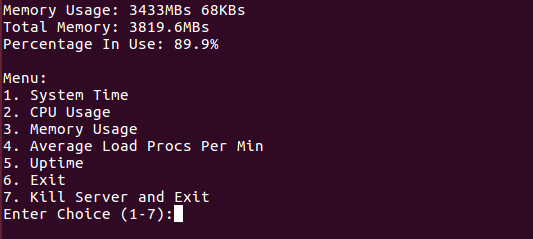 Memory Usage: 3433MBs 68KBs
Total Memory: 3819.6MBs
Percentage In Use: 89.9%
Menu:
1. System Time
2. CPU Usage
3. Memory Usage
4. Average Load Procs Per Min
5. Uptime
6. Exit
7. Kill Server and Exit
Enter Choice (1-7):